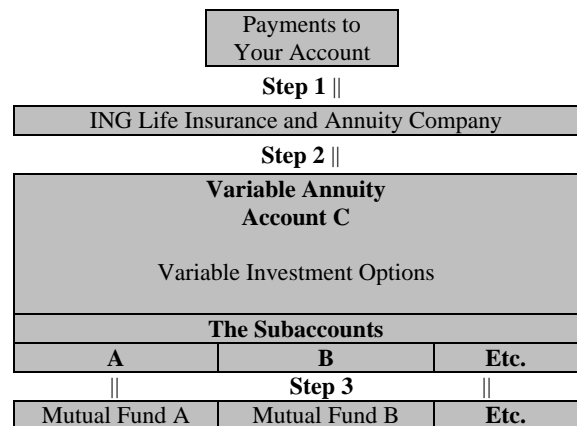 Payments to
Your Account
Step 1 ||
ING Life Insurance and Annuity Company
Step 2 ||
Variable Annuity
Account C
Variable Investment Options
The Subaccounts
A B Etc.
|| Step 3 ||
Mutual Fund A Mutual Fund B Etc.